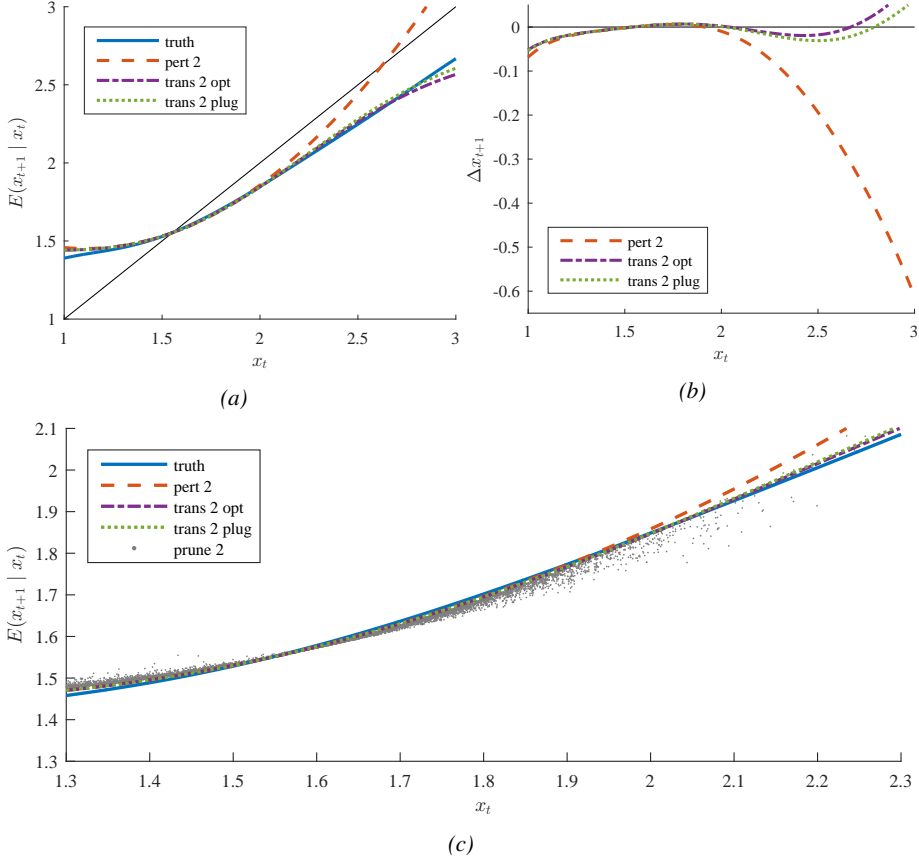 truth
pert 2
trans 2 opt
trans 2 plug
E(x_{t+1} | x_t)
3
2.5
2
1.5
1
1
1.5
2
2.5
3
x_t
(a)
0
-0.1
-0.2
-0.3
-0.4
-0.5
-0.6
Δx_{t+1}
pert 2
trans 2 opt
trans 2 plug
1
1.5
2
2.5
3
x_t
(b)
2.1
2
1.9
1.8
1.7
1.6
1.5
1.4
1.3
E(x_{t+1} | x_t)
truth
pert 2
trans 2 opt
trans 2 plug
prune 2
1.3
1.4
1.5
1.6
1.7
1.8
1.9
2
2.1
2.2
2.3
x_t
(c)